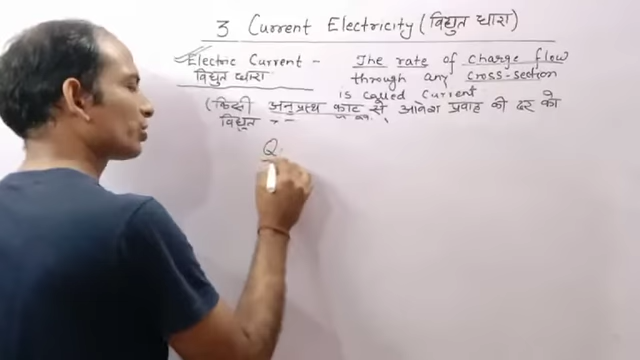 3 Current Electricity (विद्युत धारा)
Electric Current - The rate of charge flow
विद्युत धारा through any cross-section
is called Current
(किसी अनुप्रस्थ काट से आवेश प्रवाह की दर को
विद्युत
Q